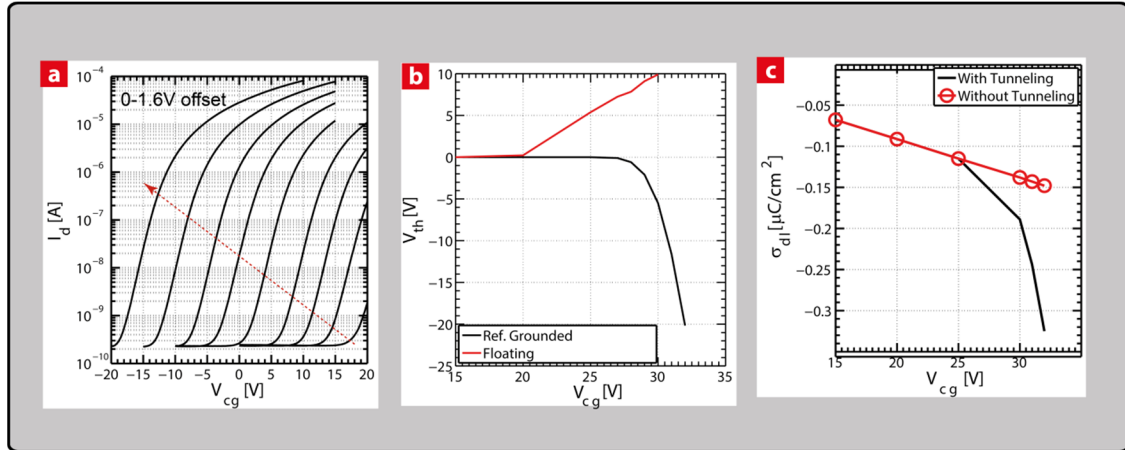 a
0-1.6V offset
I_d [A]
10^-4
10^-5
10^-6
10^-7
10^-8
10^-9
10^-10
−20 −15 −10 −5 0 5 10 15 20
V_cg [V]
b
V_th [V]
10
5
0
−5
−10
−15
−20
−25
Ref. Grounded
Floating
15 20 25 30 35
V_cg [V]
c
With Tunneling
Without Tunneling
σ_dl [μC/cm^2]
−0.05
−0.1
−0.15
−0.2
−0.25
−0.3
15 20 25 30
V_cg [V]